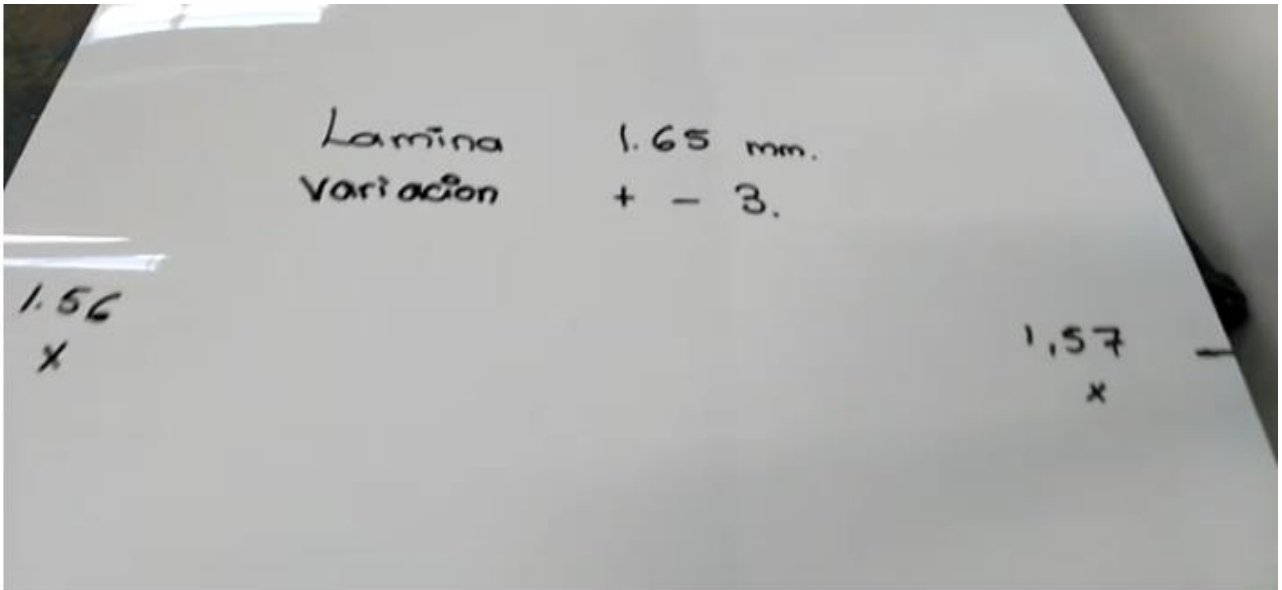 Lamina 1.65 mm.
Variacion + - 3.
1.56
x
1,57 -
x